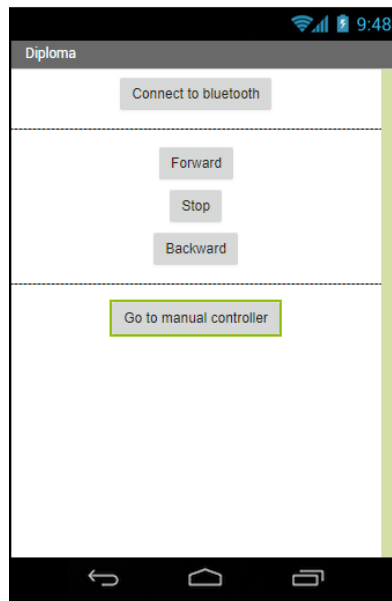 9:48
Diploma
Connect to bluetooth
Forward
Stop
Backward
Go to manual controller